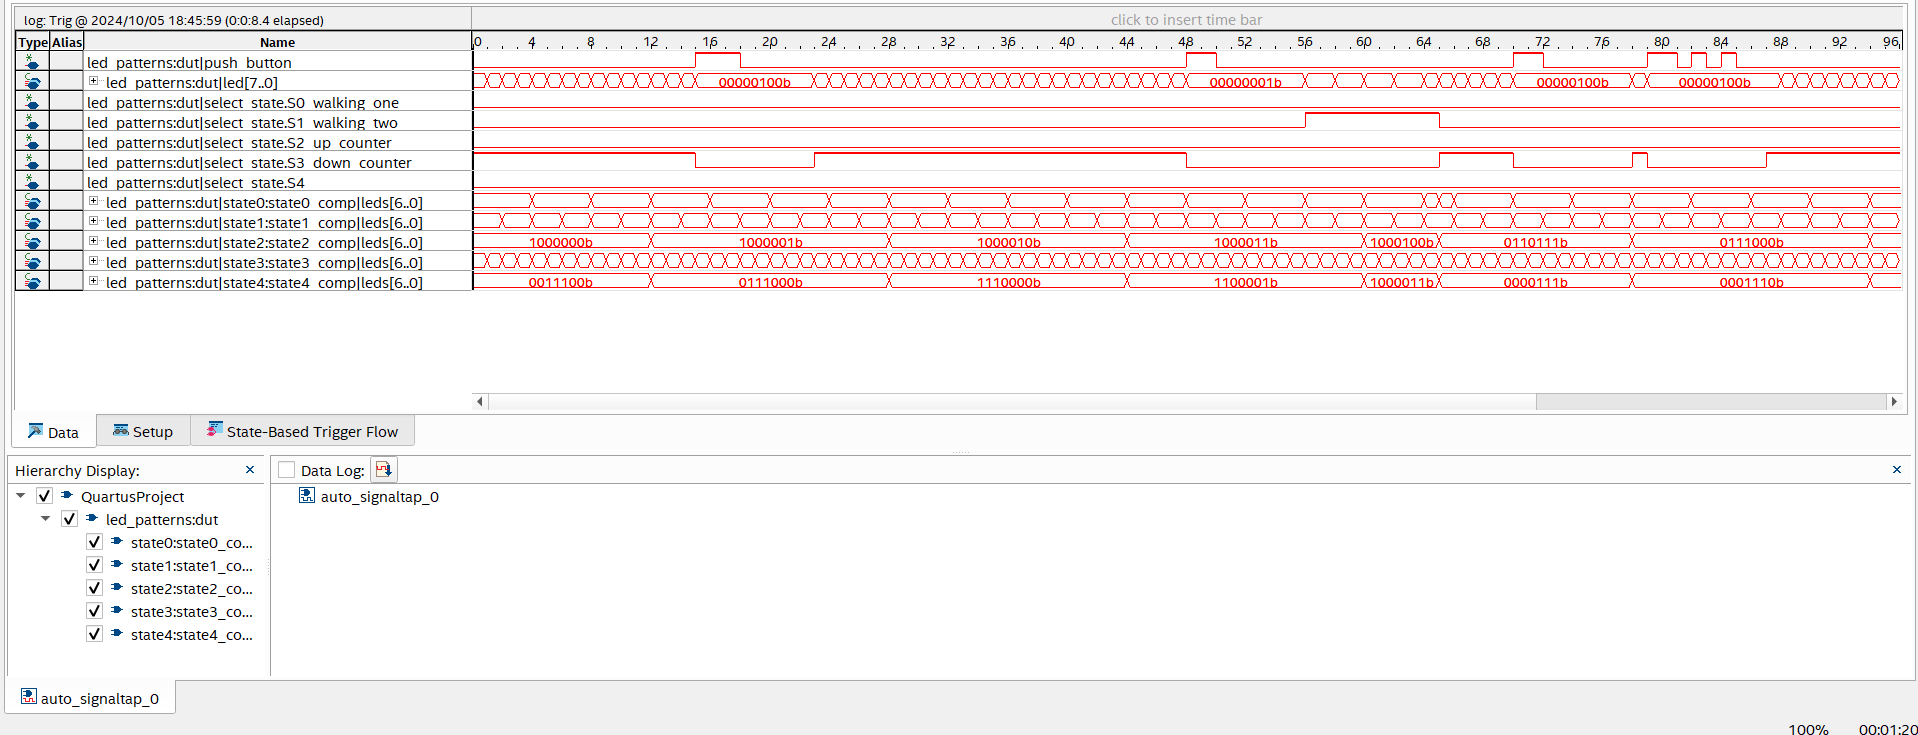 log: Trig @ 2024/10/05 18:45:59 (0:0:8.4 elapsed) click to insert time bar
Type Alias Name 0 4 8 12 16 20 24 28 32 36 40 44 48 52 56 60 64 68 72 76 80 84 88 92 96
led_patterns:dut|push_button
led_patterns:dut|led[7..0] 00000100b 00000001b 00000100b 00000100b
led_patterns:dut|select_state.S0_walking_one
led_patterns:dut|select_state.S1_walking_two
led_patterns:dut|select_state.S2_up_counter
led_patterns:dut|select_state.S3_down_counter
led_patterns:dut|select_state.S4
led_patterns:dut|state0:state0_comp|leds[6..0]
led_patterns:dut|state1:state1_comp|leds[6..0]
led_patterns:dut|state2:state2_comp|leds[6..0] 1000000b 1000001b 1000010b 1000011b 1000100b 0110111b 0111000b
led_patterns:dut|state3:state3_comp|leds[6..0]
led_patterns:dut|state4:state4_comp|leds[6..0] 0011100b 0111000b 1110000b 1100001b 1000011b 0000111b 0001110b
Data Setup State-Based Trigger Flow
Hierarchy Display: × Data Log: ×
QuartusProject auto_signaltap_0
led_patterns:dut
state0:state0_co...
state1:state1_co...
state2:state2_co...
state3:state3_co...
state4:state4_co...
auto_signaltap_0
100% 00:01:20